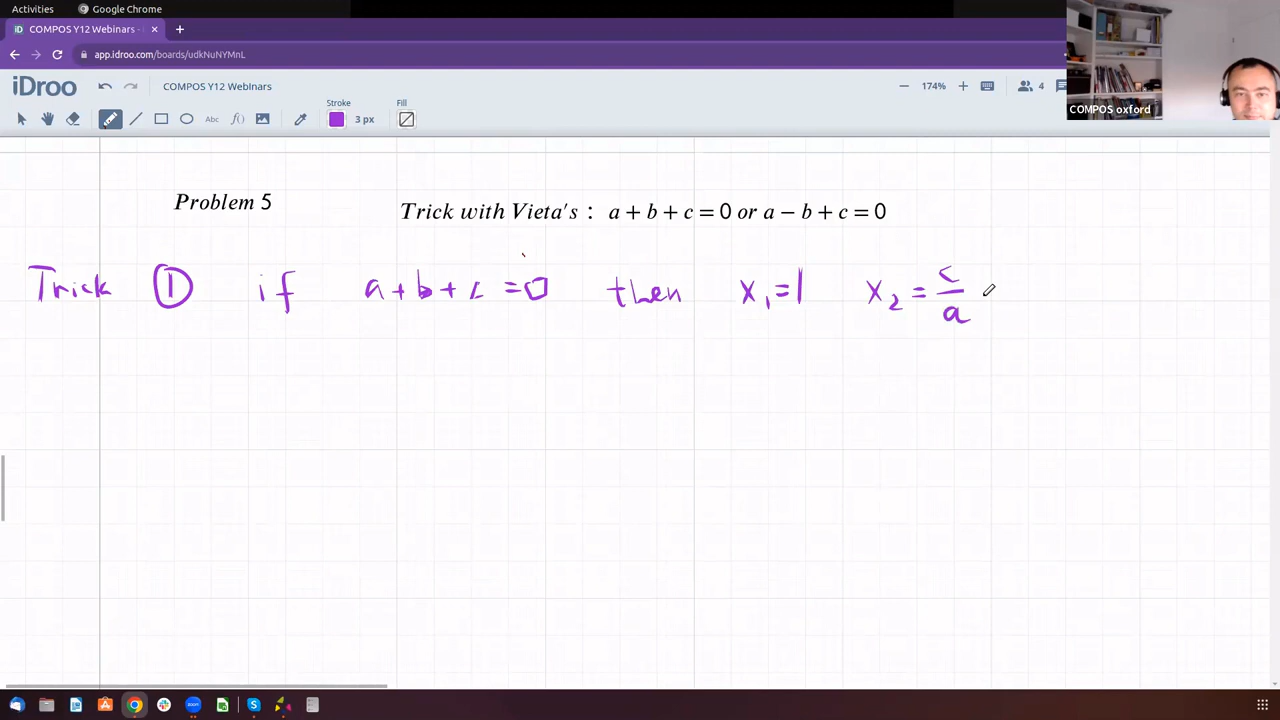 Activities
Google Chrome
COMPOS Y12 Webinars -
app.idroo.com/boards/udkNuNYMnL
iDroo
COMPOS Y12 Webinars
174%
4
Stroke
3 px
Fill
Abc
f()
COMPOS oxford
Problem 5
Trick with Vieta's : a + b + c = 0 or a − b + c = 0
Trick ① if a + b + c = 0 then x₁ = 1 x₂ = c/a